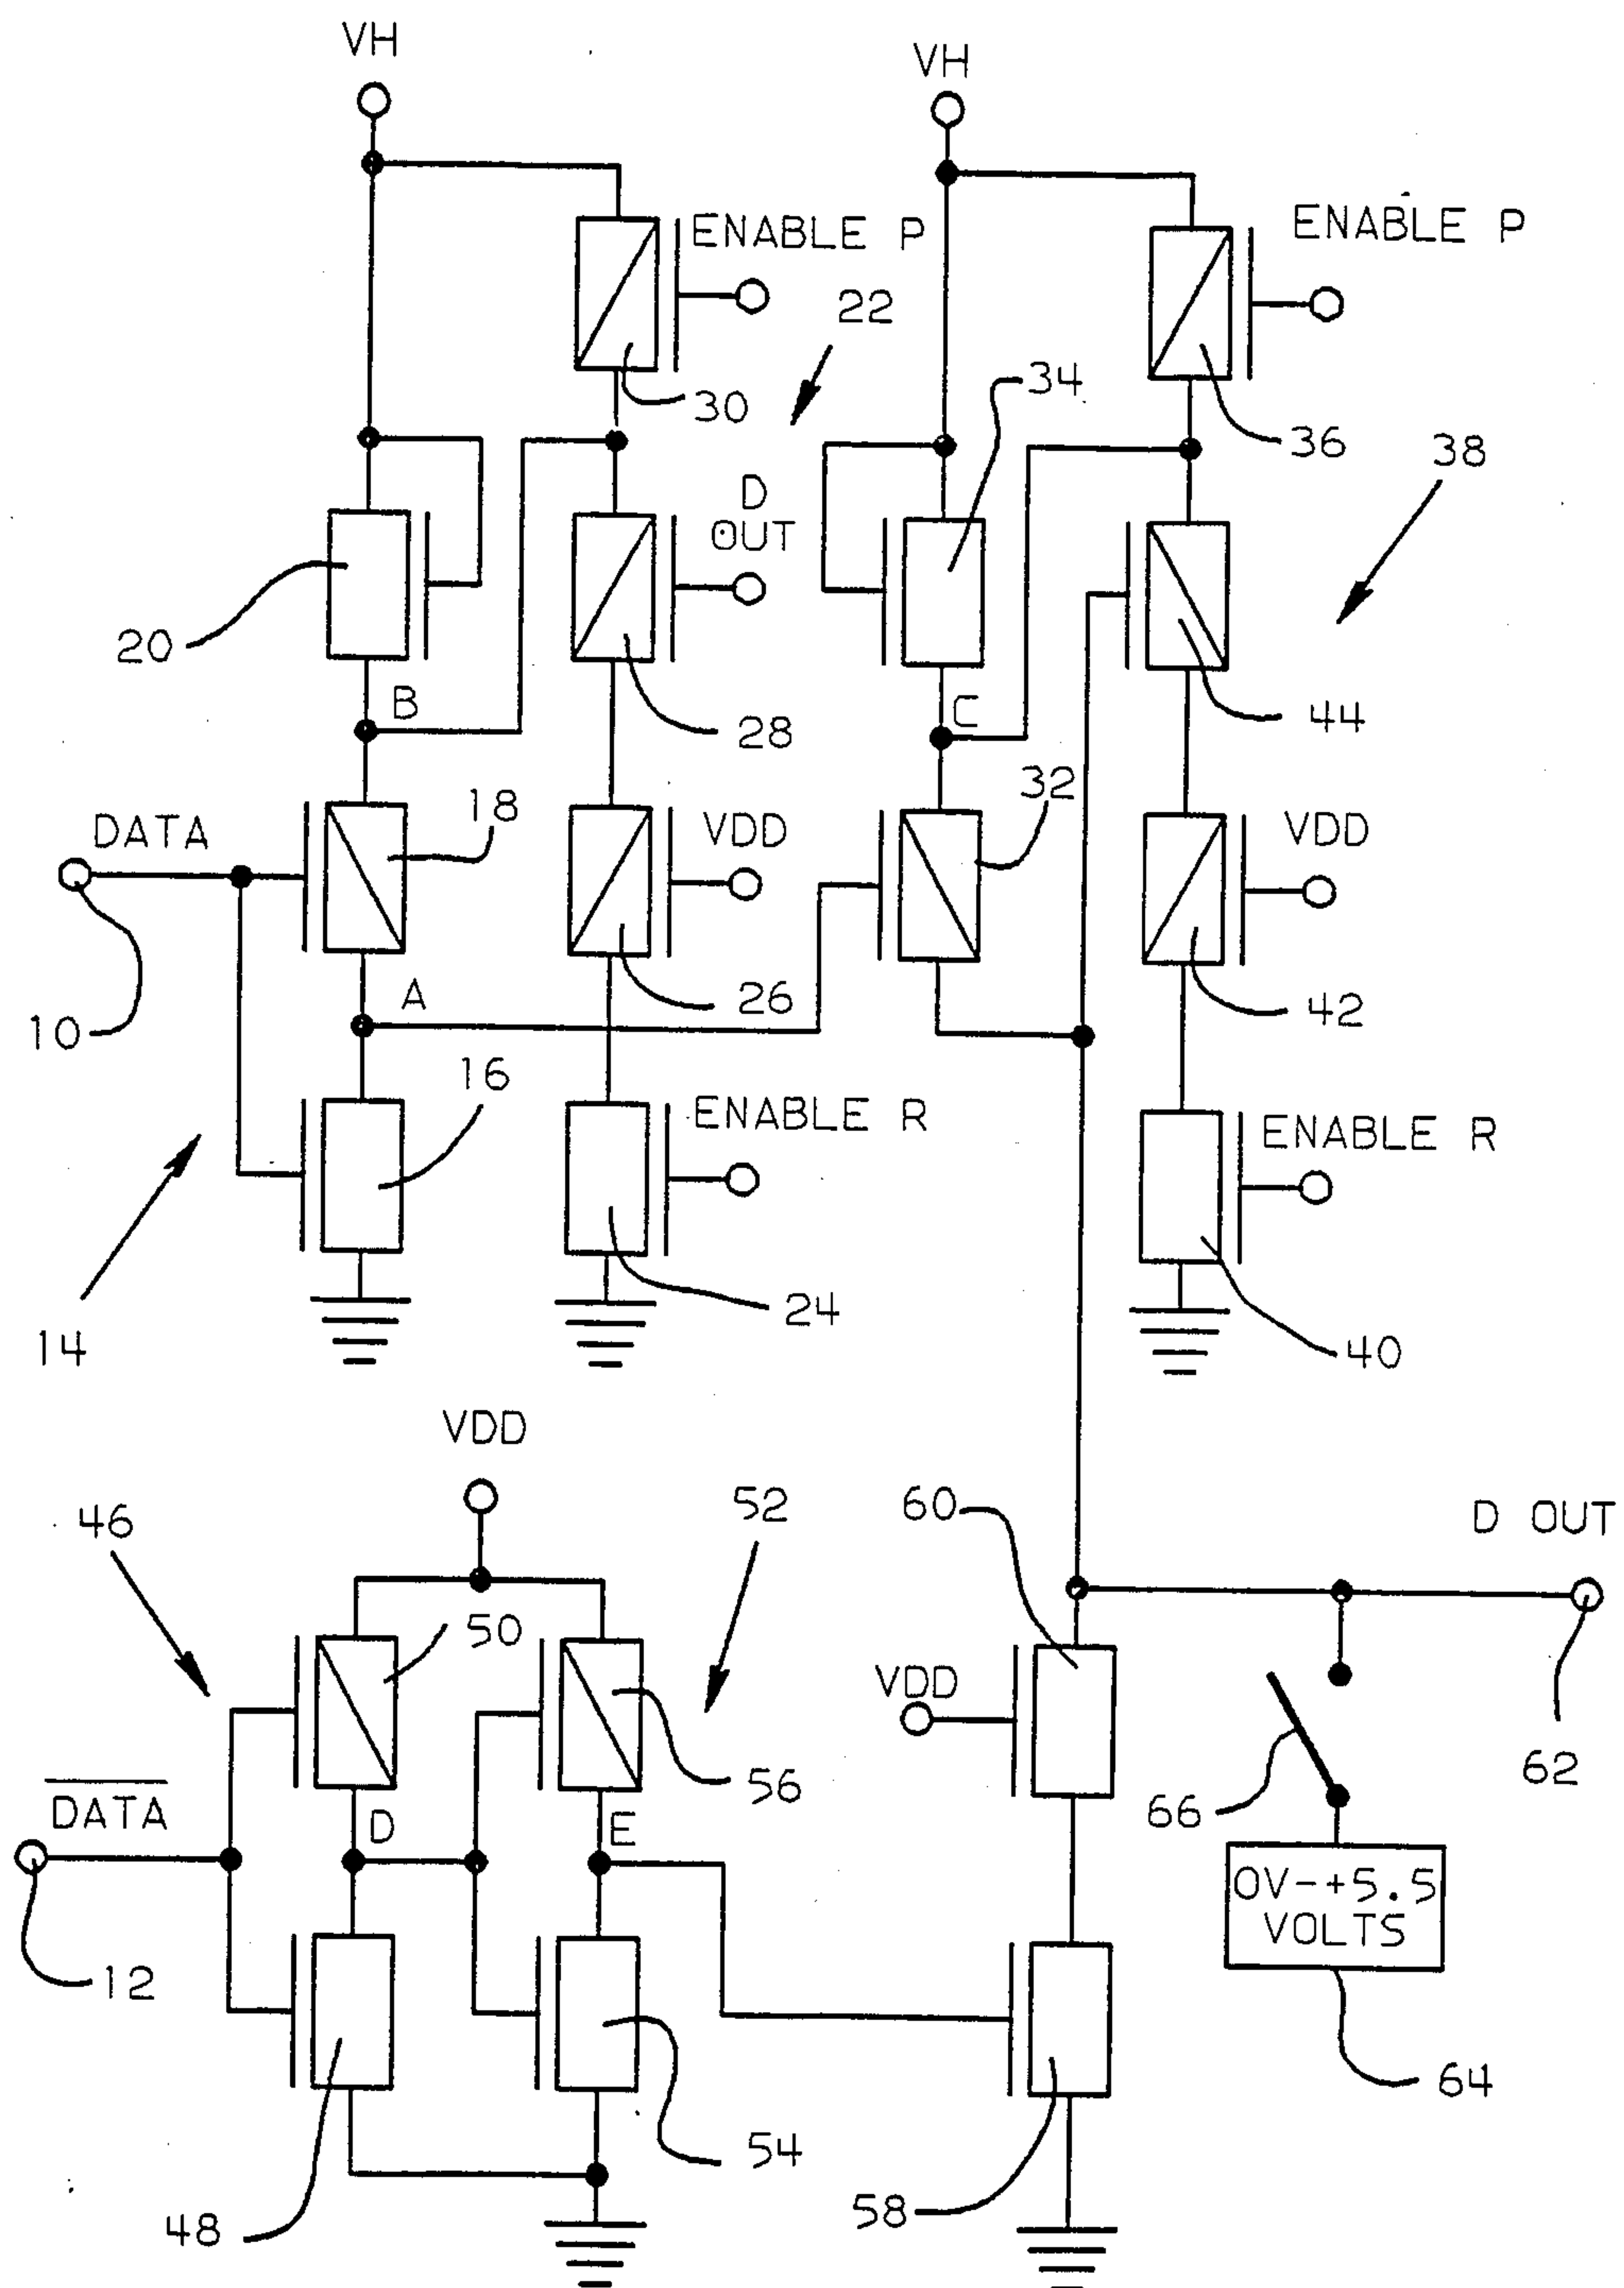 VH
VH
ENABLE P
ENABLE P
22
34
30
36
38
D
OUT
20
B
28
C
44
DATA
18
VDD
32
VDD
A
26
42
10
16
ENABLE R
ENABLE R
14
24
40
VDD
46
52
60
D OUT
50
VDD
DATA
D
56
E
66
62
0V-+5.5
VOLTS
12
64
54
48
58